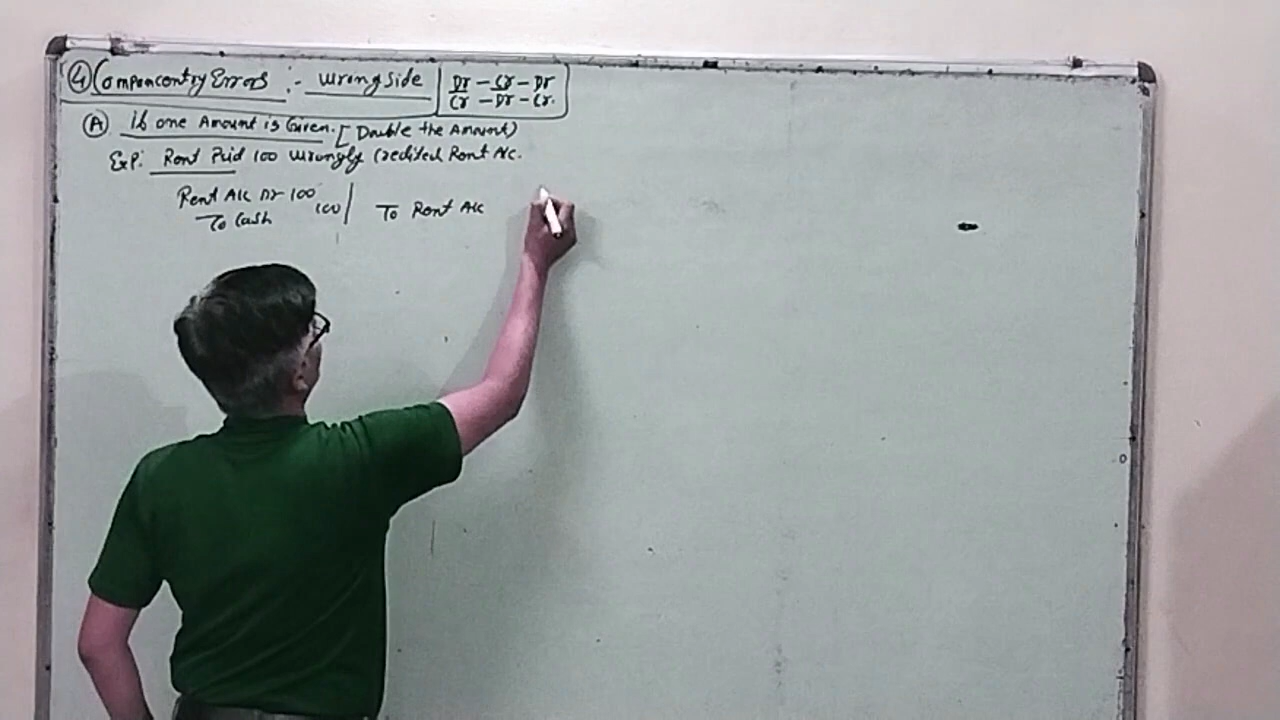 ④ Compencentry Errors :- wrong side | Dr - Cr - Dr
Cr - Dr - Cr.
Ⓐ If one Amount is Given. [Double the Amount)
Exp: Rent Paid 100 wrongly Credited Rent A/c.
Rent A/c Dr 100 | To Rent A/c
To Cash 100